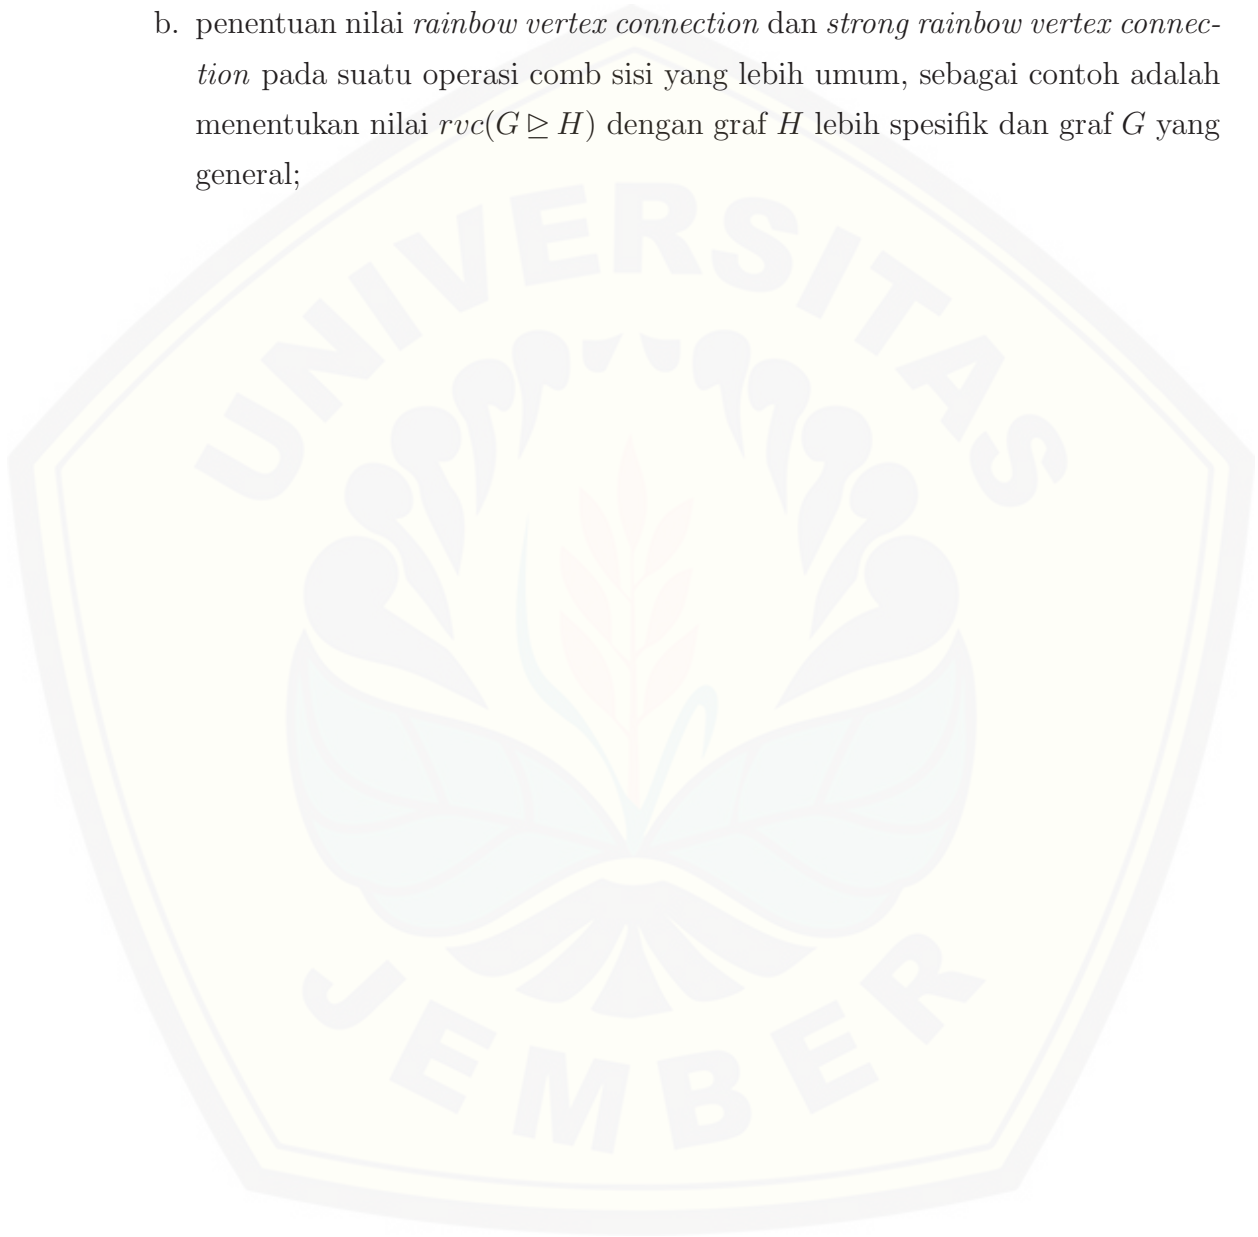 b. penentuan nilai rainbow vertex connection dan strong rainbow vertex connec-
tion pada suatu operasi comb sisi yang lebih umum, sebagai contoh adalah
menentukan nilai rvc(G ⊵ H) dengan graf H lebih spesifik dan graf G yang
general;
UNIVERSITAS
JEMBER